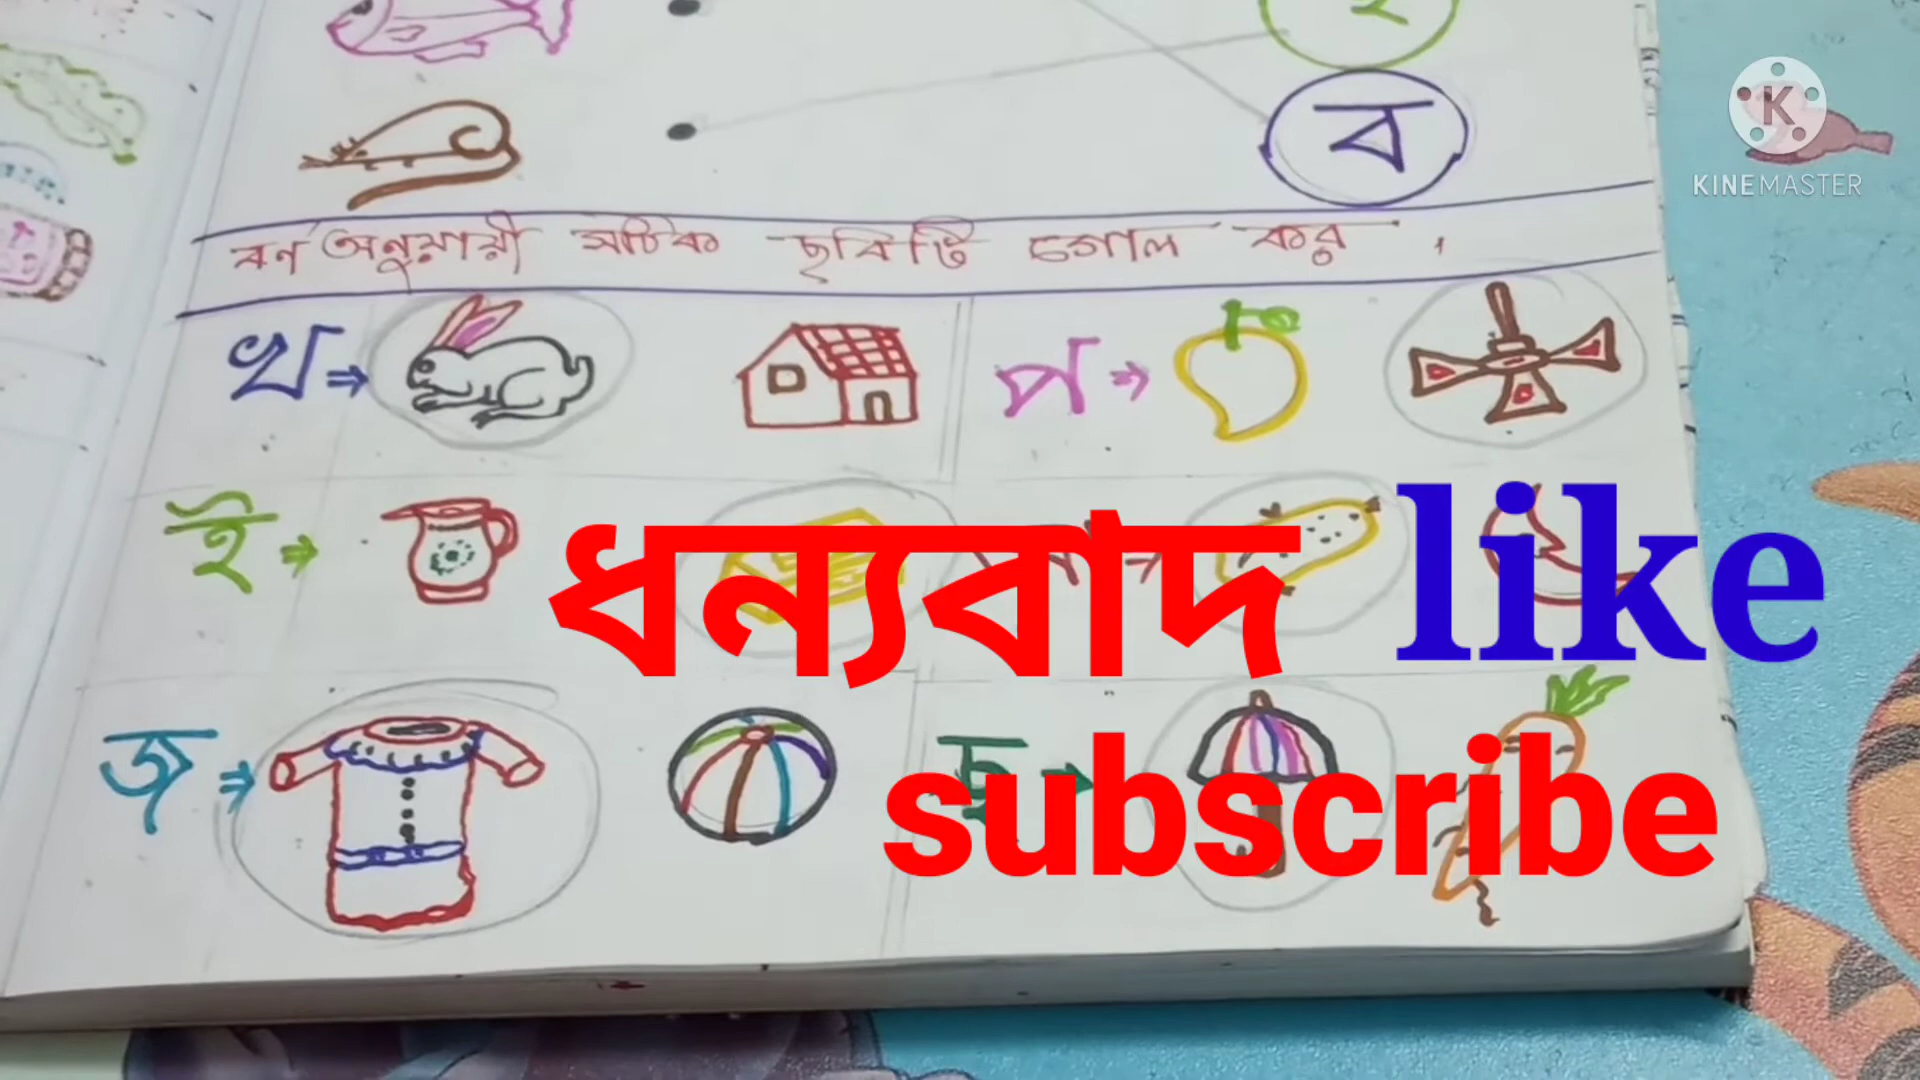 ব
KINEMASTER
বর্ণ অনুযায়ী সঠিক ছবিটি গোল কর ।
খ⇒ প⇒
ই⇒
ধন্যবাদ like
জ⇒ ছ⇒
subscribe